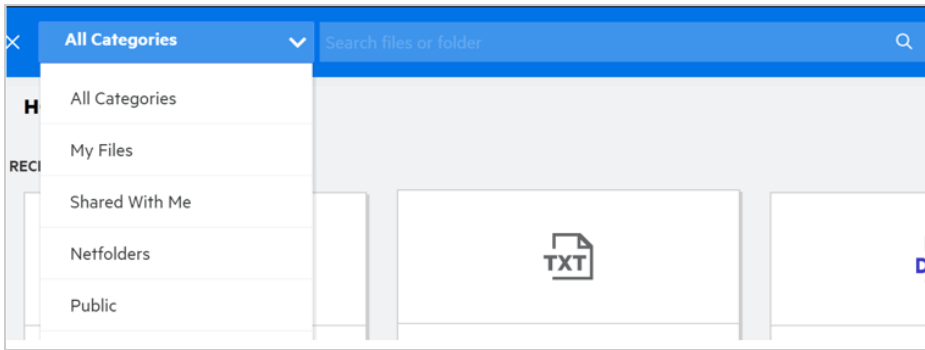 All Categories
Search files or folder
All Categories
My Files
Shared With Me
Netfolders
Public
TXT